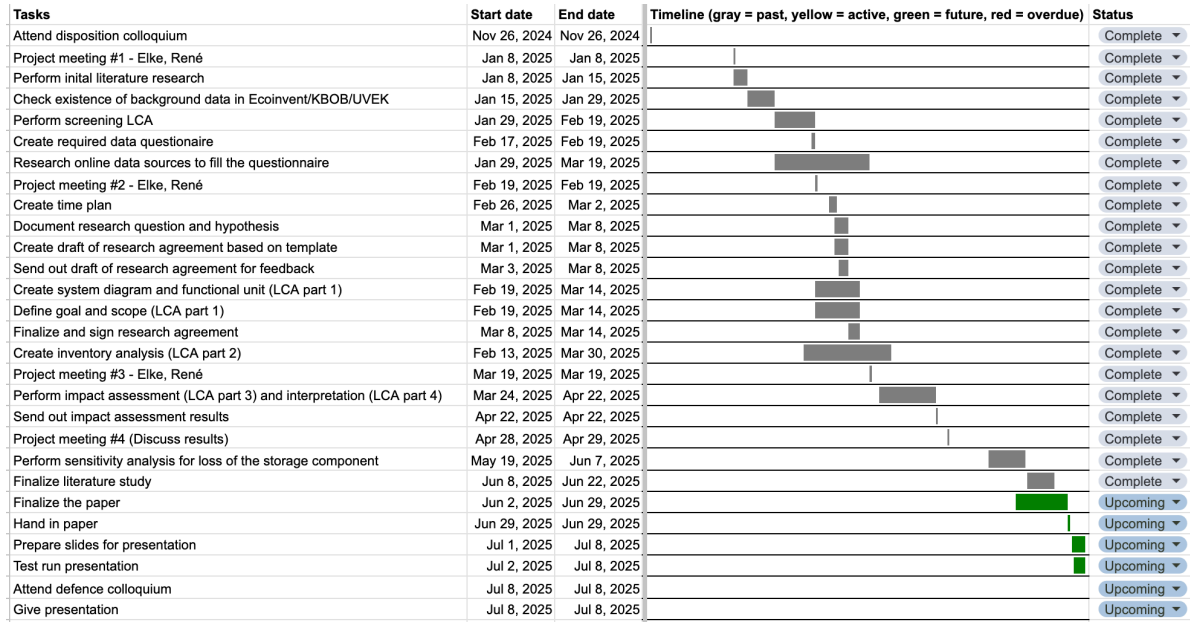 Tasks Start date End date Timeline (gray = past, yellow = active, green = future, red = overdue) Status
Attend disposition colloquium Nov 26, 2024 Nov 26, 2024 Complete
Project meeting #1 - Elke, René Jan 8, 2025 Jan 8, 2025 Complete
Perform inital literature research Jan 8, 2025 Jan 15, 2025 Complete
Check existence of background data in Ecoinvent/KBOB/UVEK Jan 15, 2025 Jan 29, 2025 Complete
Perform screening LCA Jan 29, 2025 Feb 19, 2025 Complete
Create required data questionaire Feb 17, 2025 Feb 19, 2025 Complete
Research online data sources to fill the questionnaire Jan 29, 2025 Mar 19, 2025 Complete
Project meeting #2 - Elke, René Feb 19, 2025 Feb 19, 2025 Complete
Create time plan Feb 26, 2025 Mar 2, 2025 Complete
Document research question and hypothesis Mar 1, 2025 Mar 8, 2025 Complete
Create draft of research agreement based on template Mar 1, 2025 Mar 8, 2025 Complete
Send out draft of research agreement for feedback Mar 3, 2025 Mar 8, 2025 Complete
Create system diagram and functional unit (LCA part 1) Feb 19, 2025 Mar 14, 2025 Complete
Define goal and scope (LCA part 1) Feb 19, 2025 Mar 14, 2025 Complete
Finalize and sign research agreement Mar 8, 2025 Mar 14, 2025 Complete
Create inventory analysis (LCA part 2) Feb 13, 2025 Mar 30, 2025 Complete
Project meeting #3 - Elke, René Mar 19, 2025 Mar 19, 2025 Complete
Perform impact assessment (LCA part 3) and interpretation (LCA part 4) Mar 24, 2025 Apr 22, 2025 Complete
Send out impact assessment results Apr 22, 2025 Apr 22, 2025 Complete
Project meeting #4 (Discuss results) Apr 28, 2025 Apr 29, 2025 Complete
Perform sensitivity analysis for loss of the storage component May 19, 2025 Jun 7, 2025 Complete
Finalize literature study Jun 8, 2025 Jun 22, 2025 Complete
Finalize the paper Jun 2, 2025 Jun 29, 2025 Upcoming
Hand in paper Jun 29, 2025 Jun 29, 2025 Upcoming
Prepare slides for presentation Jul 1, 2025 Jul 8, 2025 Upcoming
Test run presentation Jul 2, 2025 Jul 8, 2025 Upcoming
Attend defence colloquium Jul 8, 2025 Jul 8, 2025 Upcoming
Give presentation Jul 8, 2025 Jul 8, 2025 Upcoming